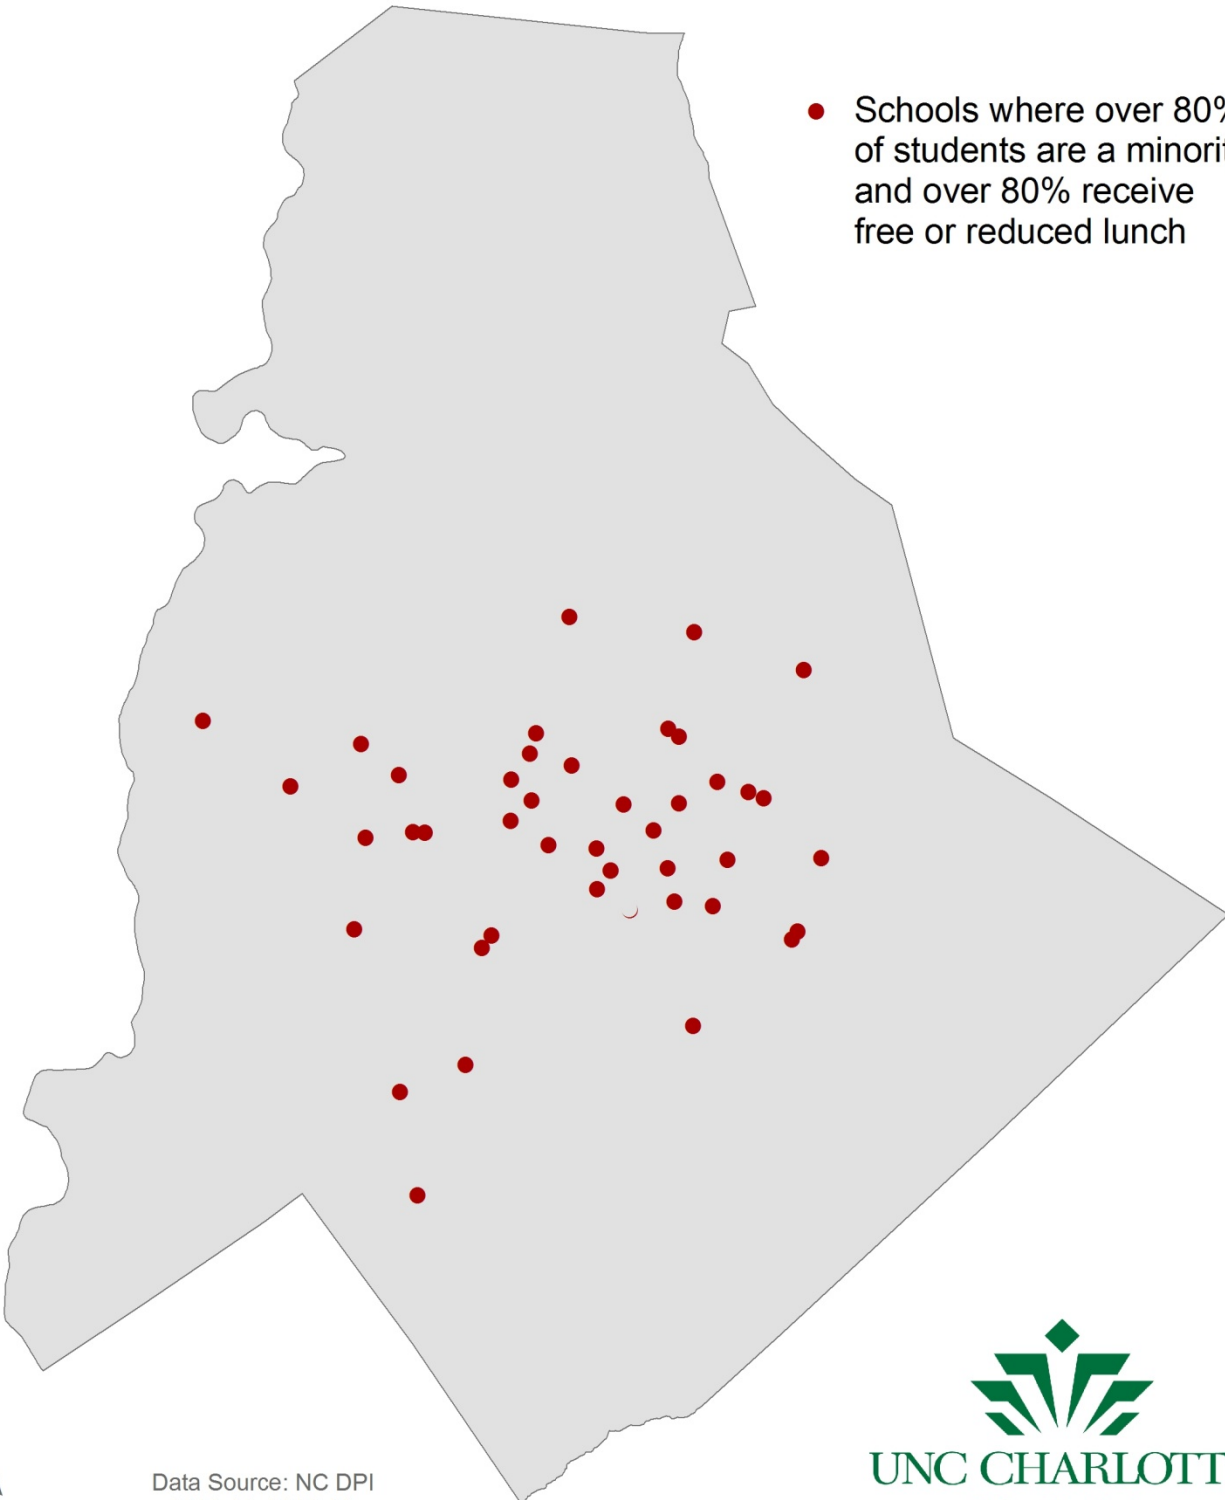 Schools where over 80%
of students are a minorit
and over 80% receive
free or reduced lunch
Data Source: NC DPI
UNC CHARLOTT